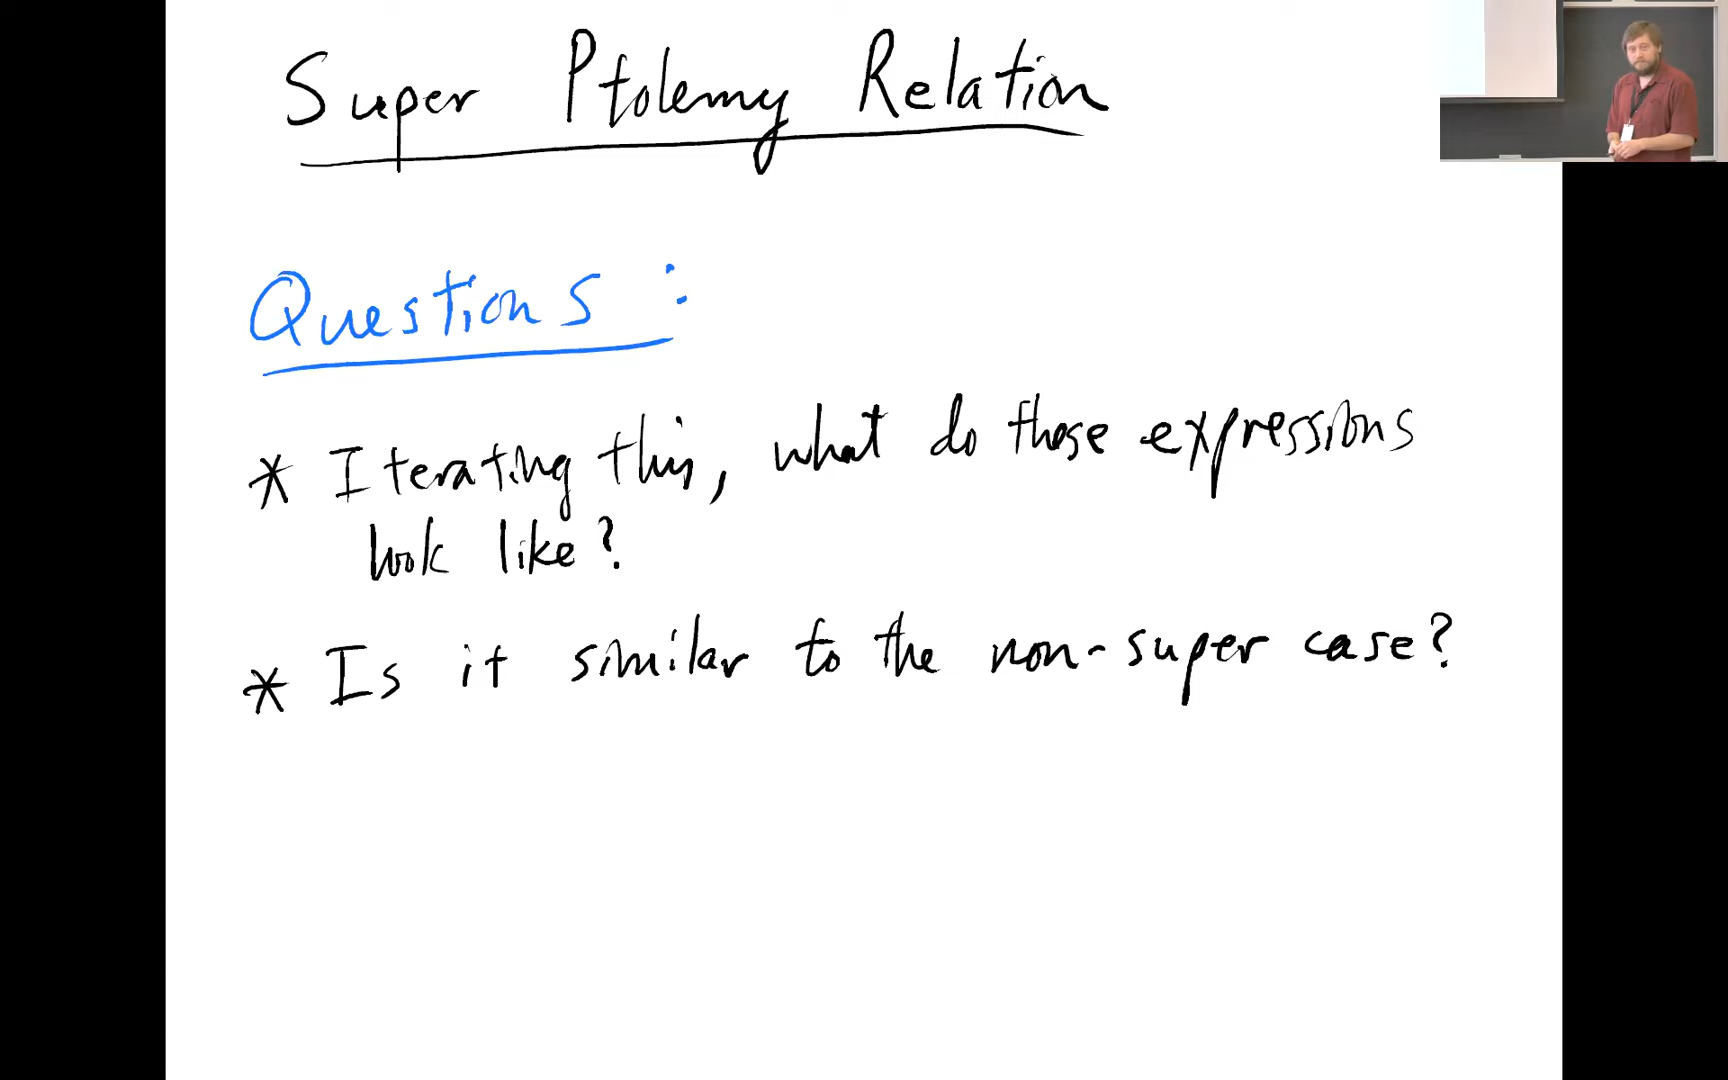 Super Ptolemy Relation
Questions:
* Iterating this, what do these expressions
look like?
* Is it similar to the non-super case?